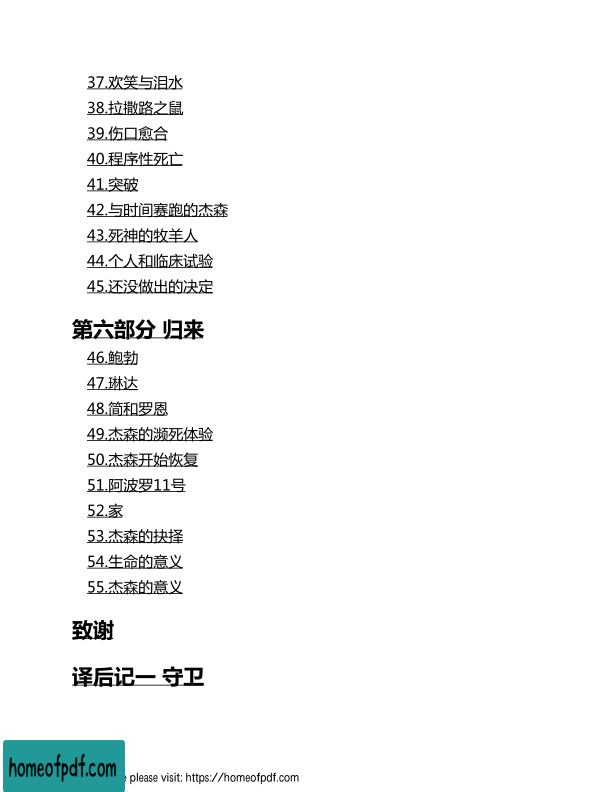 37.欢笑与泪水
38.拉撒路之鼠
39.伤口愈合
40.程序性死亡
41.突破
42.与时间赛跑的杰森
43.死神的牧羊人
44.个人和临床试验
45.还没做出的决定
第六部分 归来
46.鲍勃
47.琳达
48.简和罗恩
49.杰森的濒死体验
50.杰森开始恢复
51.阿波罗11号
52.家
53.杰森的抉择
54.生命的意义
55.杰森的意义
致谢
译后记一 守卫
homeofpdf.com
e please visit: https://homeofpdf.com